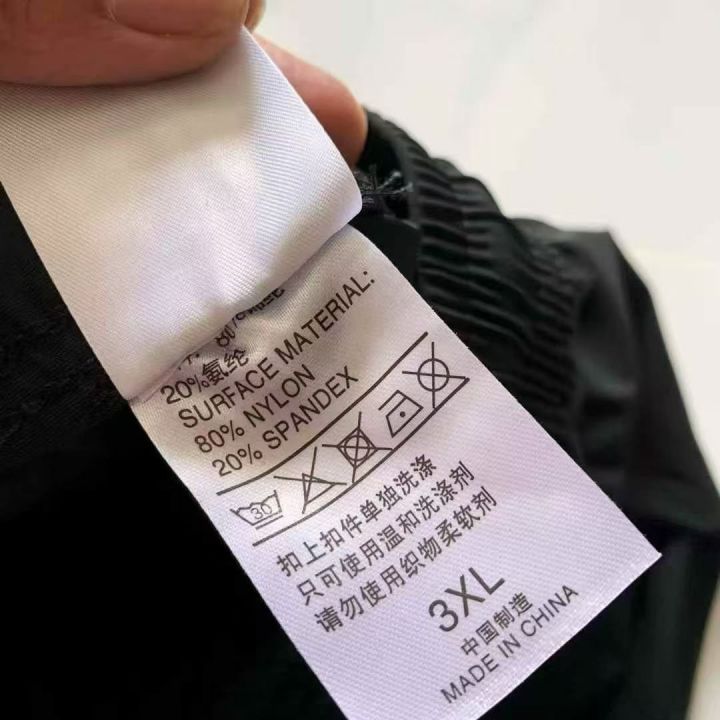 20%氨纶
SURFACE MATERIAL:
80% NYLON
20% SPANDEX
30
扣上扣件单独洗涤
只可使用温和洗涤剂
请勿使用织物柔软剂
3XL
中国制造
MADE IN CHINA